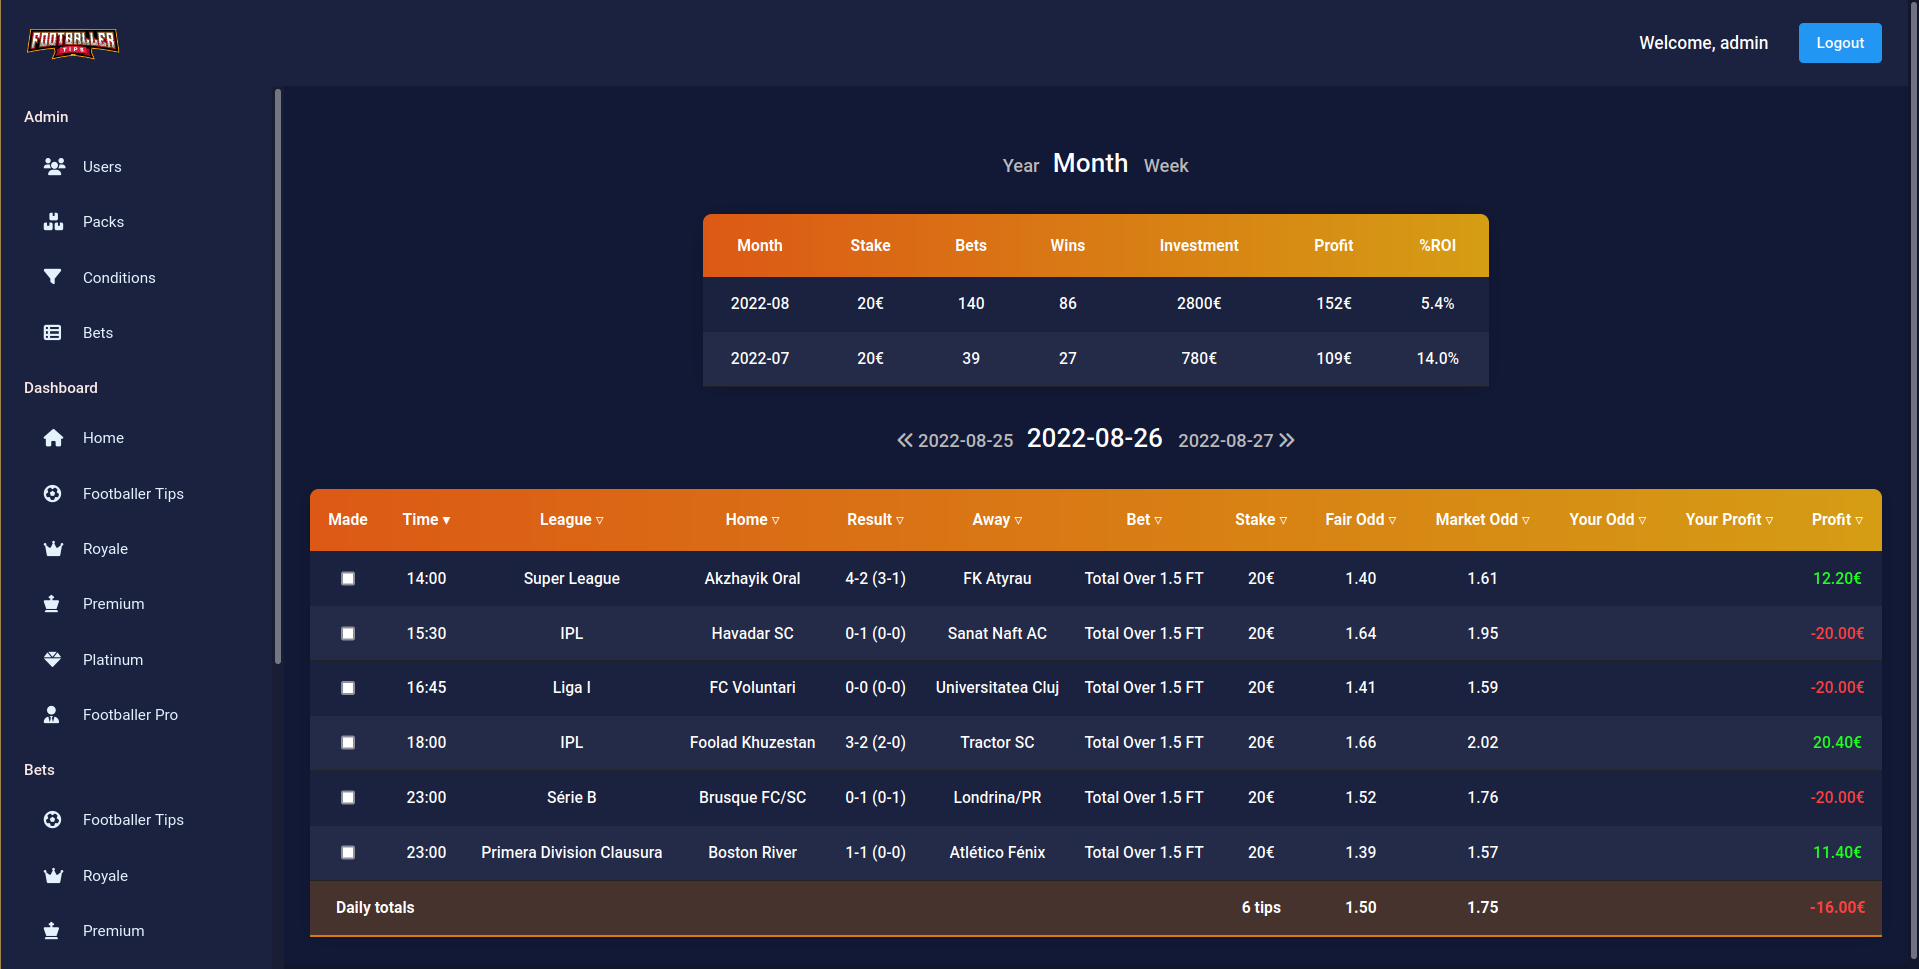 FOOTBALLER
TIPS
Welcome, admin
Logout
Admin
Users
Packs
Conditions
Bets
Dashboard
Home
Footballer Tips
Royale
Premium
Platinum
Footballer Pro
Bets
Footballer Tips
Royale
Premium
Year Month Week
Month Stake Bets Wins Investment Profit %ROI
2022-08 20€ 140 86 2800€ 152€ 5.4%
2022-07 20€ 39 27 780€ 109€ 14.0%
2022-08-25 2022-08-26 2022-08-27
Made Time ▾ League ▿ Home ▿ Result ▿ Away ▿ Bet ▿ Stake ▿ Fair Odd ▿ Market Odd ▿ Your Odd ▿ Your Profit ▿ Profit ▿
14:00 Super League Akzhayik Oral 4-2 (3-1) FK Atyrau Total Over 1.5 FT 20€ 1.40 1.61 12.20€
15:30 IPL Havadar SC 0-1 (0-0) Sanat Naft AC Total Over 1.5 FT 20€ 1.64 1.95 -20.00€
16:45 Liga I FC Voluntari 0-0 (0-0) Universitatea Cluj Total Over 1.5 FT 20€ 1.41 1.59 -20.00€
18:00 IPL Foolad Khuzestan 3-2 (2-0) Tractor SC Total Over 1.5 FT 20€ 1.66 2.02 20.40€
23:00 Série B Brusque FC/SC 0-1 (0-1) Londrina/PR Total Over 1.5 FT 20€ 1.52 1.76 -20.00€
23:00 Primera Division Clausura Boston River 1-1 (0-0) Atlético Fénix Total Over 1.5 FT 20€ 1.39 1.57 11.40€
Daily totals 6 tips 1.50 1.75 -16.00€